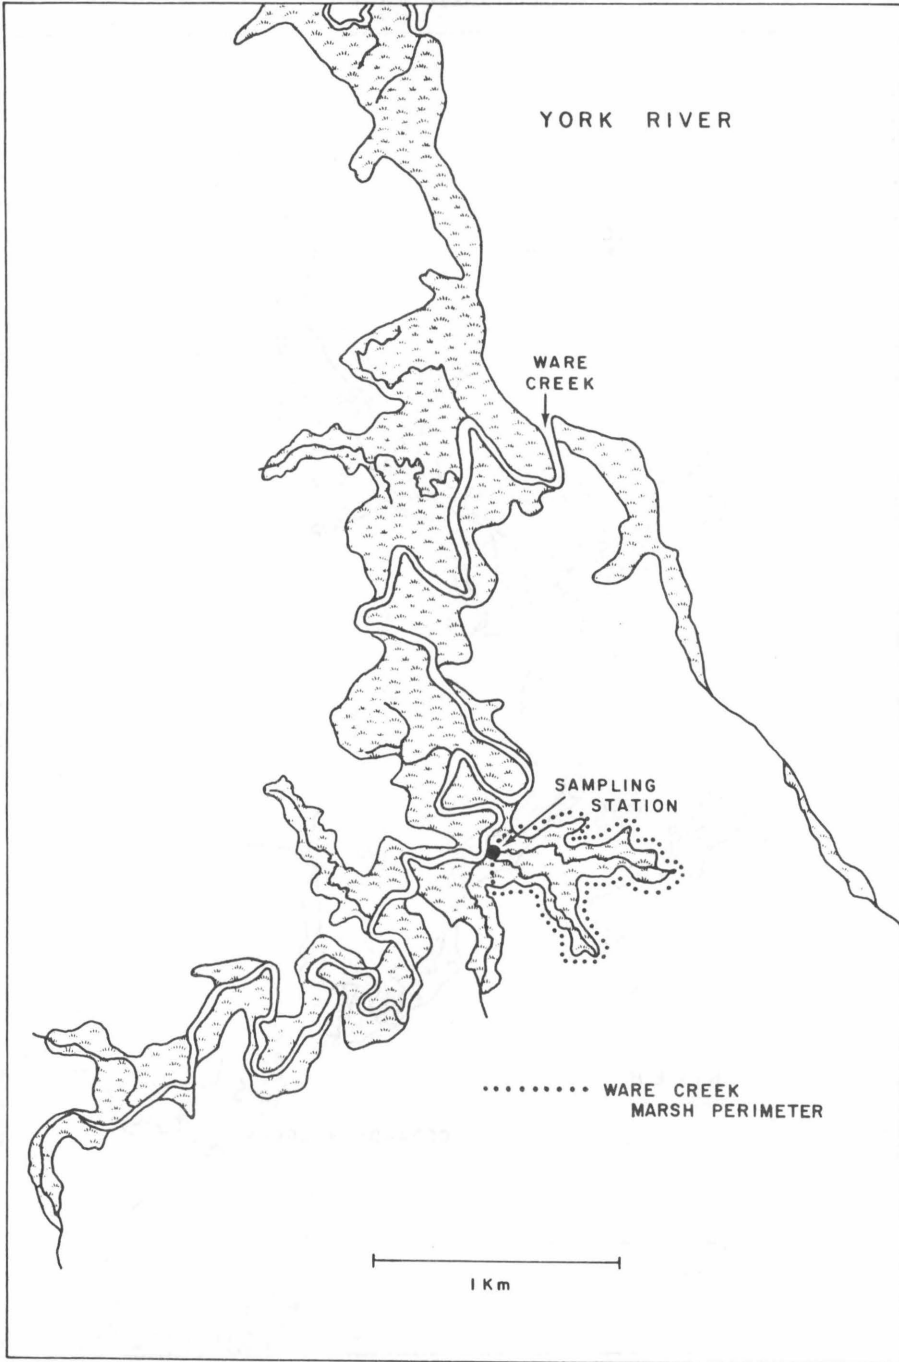 YORK RIVER
WARE
CREEK
SAMPLING
STATION
WARE CREEK
MARSH PERIMETER
1 Km